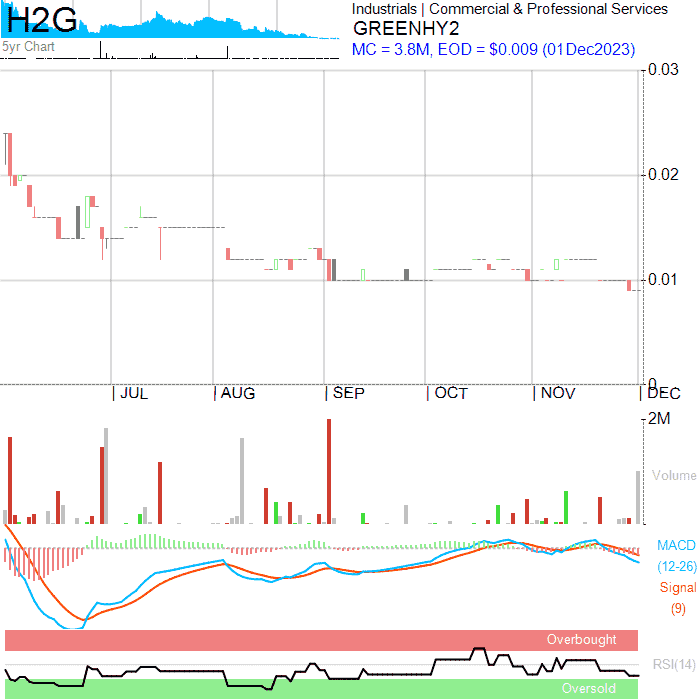 H2G
5yr Chart
Industrials | Commercial & Professional Services
GREENHY2
MC = 3.8M, EOD = $0.009 (01Dec2023)
0.03
0.02
0.01
0
| JUL | AUG | SEP | OCT | NOV | DEC
2M
Volume
MACD
(12-26)
Signal
(9)
Overbought
RSI(14)
Oversold